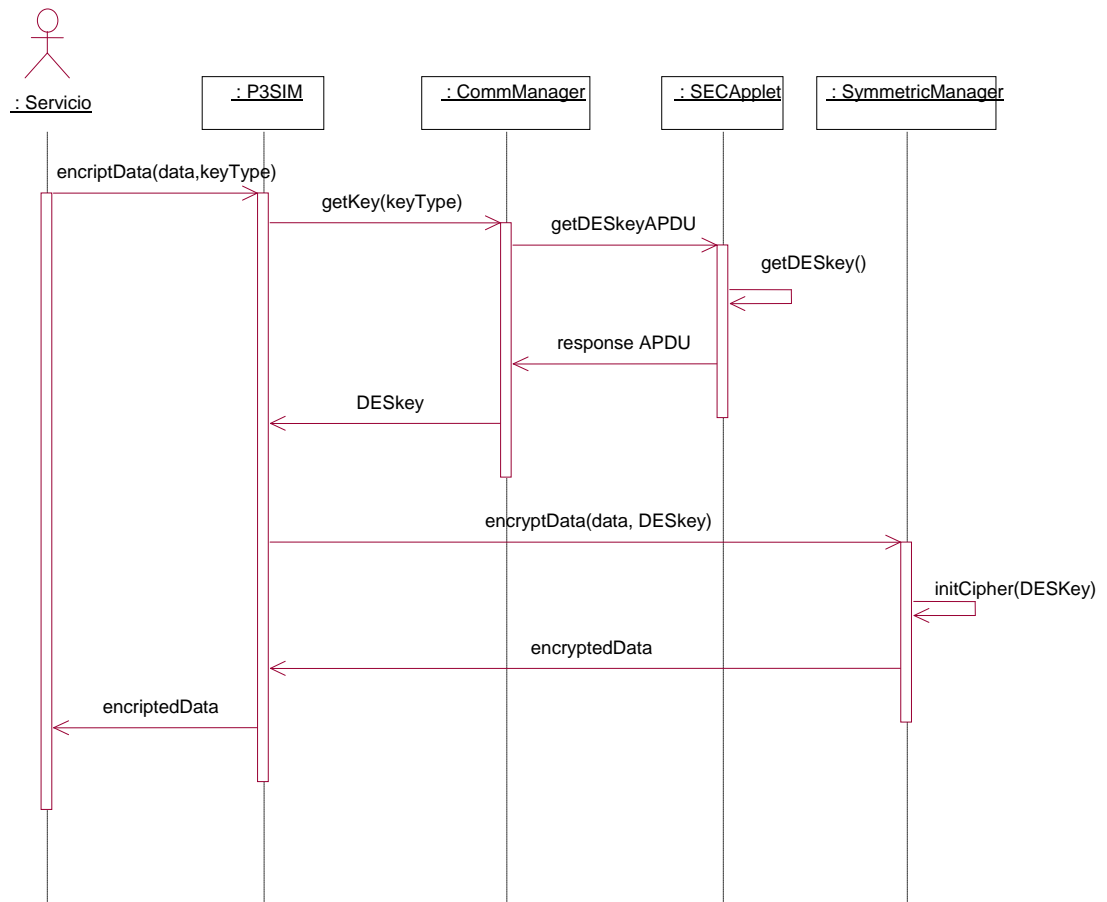 : Servicio
: P3SIM
: CommManager
: SECApplet
: SymmetricManager
encriptData(data,keyType)
getKey(keyType)
getDESkeyAPDU
getDESkey()
response APDU
DESkey
encryptData(data, DESkey)
initCipher(DESKey)
encryptedData
encriptedData